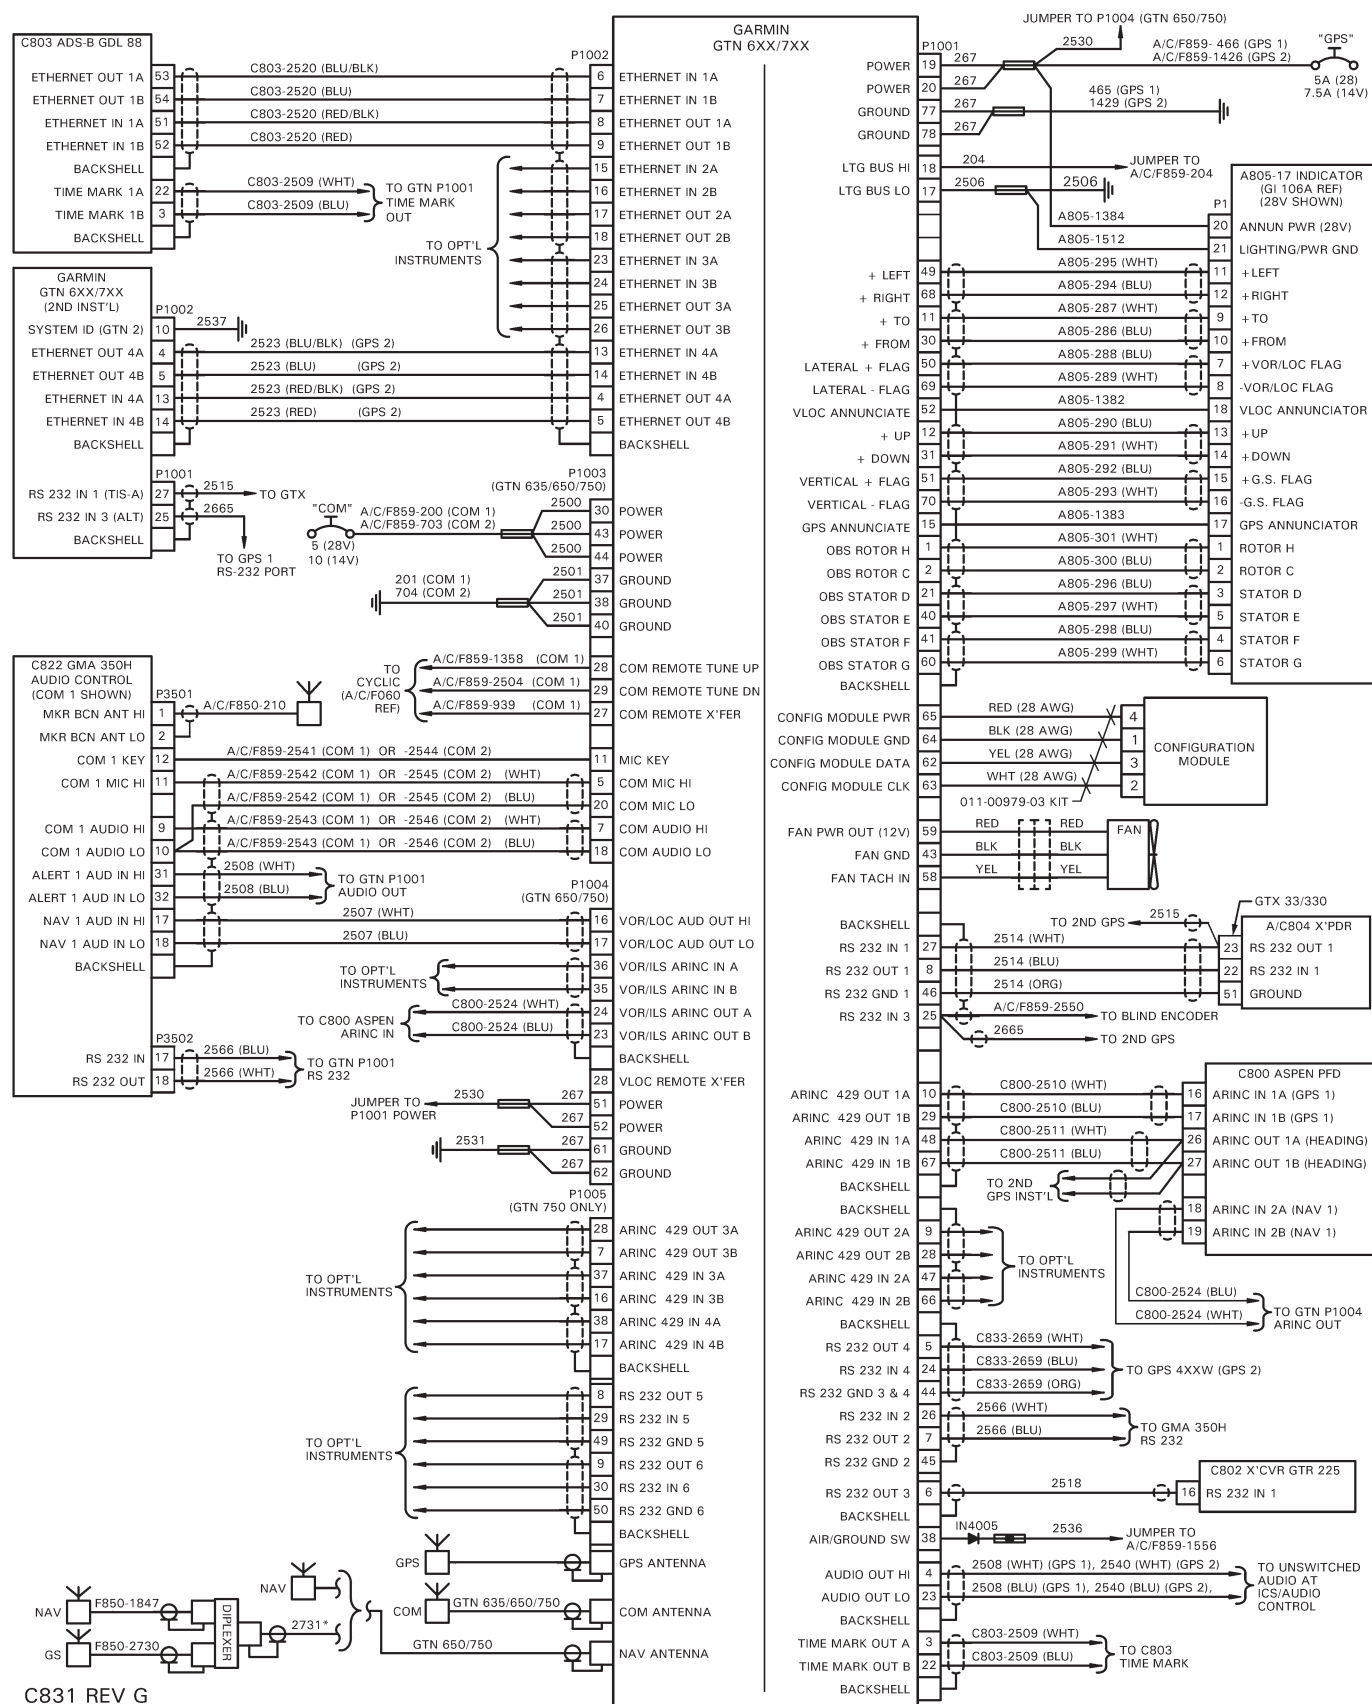 C803 ADS-B GDL 88
ETHERNET OUT 1A 53
ETHERNET OUT 1B 54
ETHERNET IN 1A 51
ETHERNET IN 1B 52
BACKSHELL
TIME MARK 1A 22
TIME MARK 1B 3
BACKSHELL
C803-2520 (BLU/BLK)
C803-2520 (BLU)
C803-2520 (RED/BLK)
C803-2520 (RED)
C803-2509 (WHT)
C803-2509 (BLU)
TO GTN P1001
TIME MARK
OUT
GARMIN
GTN 6XX/7XX
(2ND INST'L)
P1002
SYSTEM ID (GTN 2) 10
ETHERNET OUT 4A 4
ETHERNET OUT 4B 5
ETHERNET IN 4A 13
ETHERNET IN 4B 14
BACKSHELL
2537
2523 (BLU/BLK) (GPS 2)
2523 (BLU) (GPS 2)
2523 (RED/BLK) (GPS 2)
2523 (RED) (GPS 2)
P1001
RS 232 IN 1 (TIS-A) 27
RS 232 IN 3 (ALT) 25
BACKSHELL
2515
TO GTX
2665
TO GPS 1
RS-232 PORT
GARMIN
GTN 6XX/7XX
P1002
6 ETHERNET IN 1A
7 ETHERNET IN 1B
8 ETHERNET OUT 1A
9 ETHERNET OUT 1B
15 ETHERNET IN 2A
16 ETHERNET IN 2B
17 ETHERNET OUT 2A
18 ETHERNET OUT 2B
23 ETHERNET IN 3A
24 ETHERNET IN 3B
25 ETHERNET OUT 3A
26 ETHERNET OUT 3B
13 ETHERNET IN 4A
14 ETHERNET IN 4B
4 ETHERNET OUT 4A
5 ETHERNET OUT 4B
BACKSHELL
TO OPT'L
INSTRUMENTS
P1003
(GTN 635/650/750)
"COM"
5 (28V)
10 (14V)
A/C/F859-200 (COM 1)
A/C/F859-703 (COM 2)
2500 30 POWER
2500 43 POWER
2500 44 POWER
201 (COM 1)
704 (COM 2)
2501 37 GROUND
2501 38 GROUND
2501 40 GROUND
TO
CYCLIC
(A/C/F060
REF)
A/C/F859-1358 (COM 1) 28 COM REMOTE TUNE UP
A/C/F859-2504 (COM 1) 29 COM REMOTE TUNE DN
A/C/F859-939 (COM 1) 27 COM REMOTE X'FER
C822 GMA 350H
AUDIO CONTROL
(COM 1 SHOWN)
P3501
MKR BCN ANT HI 1 A/C/F850-210
MKR BCN ANT LO 2
COM 1 KEY 12 A/C/F859-2541 (COM 1) OR -2544 (COM 2) 11 MIC KEY
COM 1 MIC HI 11 A/C/F859-2542 (COM 1) OR -2545 (COM 2) (WHT) 5 COM MIC HI
A/C/F859-2542 (COM 1) OR -2545 (COM 2) (BLU) 20 COM MIC LO
COM 1 AUDIO HI 9 A/C/F859-2543 (COM 1) OR -2546 (COM 2) (WHT) 7 COM AUDIO HI
COM 1 AUDIO LO 10 A/C/F859-2543 (COM 1) OR -2546 (COM 2) (BLU) 18 COM AUDIO LO
ALERT 1 AUD IN HI 31 2508 (WHT)
ALERT 1 AUD IN LO 32 2508 (BLU)
TO GTN P1001
AUDIO OUT
P1004
(GTN 650/750)
NAV 1 AUD IN HI 17 2507 (WHT) 16 VOR/LOC AUD OUT HI
NAV 1 AUD IN LO 18 2507 (BLU) 17 VOR/LOC AUD OUT LO
BACKSHELL
TO OPT'L
INSTRUMENTS
36 VOR/ILS ARINC IN A
35 VOR/ILS ARINC IN B
TO C800 ASPEN
ARINC IN
C800-2524 (WHT) 24 VOR/ILS ARINC OUT A
C800-2524 (BLU) 23 VOR/ILS ARINC OUT B
BACKSHELL
28 VLOC REMOTE X'FER
P3502
RS 232 IN 17 2566 (BLU)
RS 232 OUT 18 2566 (WHT)
TO GTN P1001
RS 232
JUMPER TO
P1001 POWER
2530
267 51 POWER
267 52 POWER
2531
267 61 GROUND
267 62 GROUND
P1005
(GTN 750 ONLY)
28 ARINC 429 OUT 3A
7 ARINC 429 OUT 3B
37 ARINC 429 IN 3A
16 ARINC 429 IN 3B
38 ARINC 429 IN 4A
17 ARINC 429 IN 4B
BACKSHELL
TO OPT'L
INSTRUMENTS
8 RS 232 OUT 5
29 RS 232 IN 5
49 RS 232 GND 5
9 RS 232 OUT 6
30 RS 232 IN 6
50 RS 232 GND 6
BACKSHELL
TO OPT'L
INSTRUMENTS
GPS
GPS ANTENNA
COM
GTN 635/650/750
COM ANTENNA
GTN 650/750
NAV ANTENNA
NAV
NAV
F850-1847
GS
F850-2730
DIPLEXER
2731*
C831 REV G
JUMPER TO P1004 (GTN 650/750)
2530
A/C/F859- 466 (GPS 1)
A/C/F859-1426 (GPS 2)
"GPS"
5A (28)
7.5A (14V)
P1001
POWER 19 267
POWER 20 267
GROUND 77 267
GROUND 78 267
465 (GPS 1)
1429 (GPS 2)
LTG BUS HI 18 204
JUMPER TO
A/C/F859-204
LTG BUS LO 17 2506 2506
A805-17 INDICATOR
(GI 106A REF)
(28V SHOWN)
P1
A805-1384 20 ANNUN PWR (28V)
A805-1512 21 LIGHTING/PWR GND
+ LEFT 49 A805-295 (WHT) 11 +LEFT
+ RIGHT 68 A805-294 (BLU) 12 +RIGHT
+ TO 11 A805-287 (WHT) 9 +TO
+ FROM 30 A805-286 (BLU) 10 +FROM
LATERAL + FLAG 50 A805-288 (BLU) 7 +VOR/LOC FLAG
LATERAL - FLAG 69 A805-289 (WHT) 8 -VOR/LOC FLAG
VLOC ANNUNCIATE 52 A805-1382 18 VLOC ANNUNCIATOR
+ UP 12 A805-290 (BLU) 13 +UP
+ DOWN 31 A805-291 (WHT) 14 +DOWN
VERTICAL + FLAG 51 A805-292 (BLU) 15 +G.S. FLAG
VERTICAL - FLAG 70 A805-293 (WHT) 16 -G.S. FLAG
GPS ANNUNCIATE 15 A805-1383 17 GPS ANNUNCIATOR
OBS ROTOR H 1 A805-301 (WHT) 1 ROTOR H
OBS ROTOR C 2 A805-300 (BLU) 2 ROTOR C
OBS STATOR D 21 A805-296 (BLU) 3 STATOR D
OBS STATOR E 40 A805-297 (WHT) 5 STATOR E
OBS STATOR F 41 A805-298 (BLU) 4 STATOR F
OBS STATOR G 60 A805-299 (WHT) 6 STATOR G
BACKSHELL
CONFIG MODULE PWR 65 RED (28 AWG) 4
CONFIG MODULE GND 64 BLK (28 AWG) 1
CONFIG MODULE DATA 62 YEL (28 AWG) 3
CONFIG MODULE CLK 63 WHT (28 AWG) 2
CONFIGURATION
MODULE
011-00979-03 KIT
FAN PWR OUT (12V) 59 RED RED
FAN GND 43 BLK BLK
FAN TACH IN 58 YEL YEL
FAN
GTX 33/330
TO 2ND GPS 2515
A/C804 X'PDR
BACKSHELL
RS 232 IN 1 27 2514 (WHT) 23 RS 232 OUT 1
RS 232 OUT 1 8 2514 (BLU) 22 RS 232 IN 1
RS 232 GND 1 46 2514 (ORG) 51 GROUND
RS 232 IN 3 25 A/C/F859-2550 TO BLIND ENCODER
2665 TO 2ND GPS
C800 ASPEN PFD
ARINC 429 OUT 1A 10 C800-2510 (WHT) 16 ARINC IN 1A (GPS 1)
ARINC 429 OUT 1B 29 C800-2510 (BLU) 17 ARINC IN 1B (GPS 1)
ARINC 429 IN 1A 48 C800-2511 (WHT) 26 ARINC OUT 1A (HEADING)
ARINC 429 IN 1B 67 C800-2511 (BLU) 27 ARINC OUT 1B (HEADING)
BACKSHELL
TO 2ND
GPS INST'L
18 ARINC IN 2A (NAV 1)
19 ARINC IN 2B (NAV 1)
BACKSHELL
ARINC 429 OUT 2A 9
ARINC 429 OUT 2B 28
ARINC 429 IN 2A 47
ARINC 429 IN 2B 66
BACKSHELL
TO OPT'L
INSTRUMENTS
C800-2524 (BLU)
C800-2524 (WHT)
TO GTN P1004
ARINC OUT
RS 232 OUT 4 5 C833-2659 (WHT)
RS 232 IN 4 24 C833-2659 (BLU)
RS 232 GND 3 & 4 44 C833-2659 (ORG)
TO GPS 4XXW (GPS 2)
RS 232 IN 2 26 2566 (WHT)
RS 232 OUT 2 7 2566 (BLU)
RS 232 GND 2 45
TO GMA 350H
RS 232
C802 X'CVR GTR 225
RS 232 OUT 3 6 2518 16 RS 232 IN 1
BACKSHELL
AIR/GROUND SW 38 IN4005 2536
JUMPER TO
A/C/F859-1556
AUDIO OUT HI 4 2508 (WHT) (GPS 1), 2540 (WHT) (GPS 2)
AUDIO OUT LO 23 2508 (BLU) (GPS 1), 2540 (BLU) (GPS 2),
BACKSHELL
TO UNSWITCHED
AUDIO AT
ICS/AUDIO
CONTROL
TIME MARK OUT A 3 C803-2509 (WHT)
TIME MARK OUT B 22 C803-2509 (BLU)
BACKSHELL
TO C803
TIME MARK